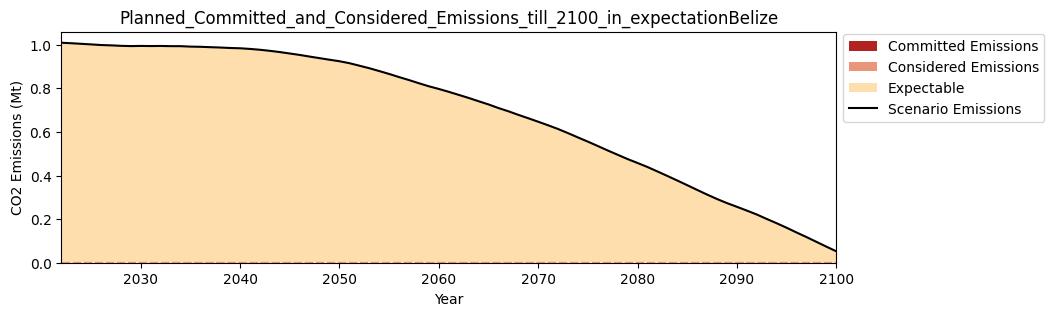 Planned_Committed_and_Considered_Emissions_till_2100_in_expectationBelize
Committed Emissions
Considered Emissions
Expectable
Scenario Emissions
CO2 Emissions (Mt)
1.0
0.8
0.6
0.4
0.2
0.0
2030 2040 2050 2060 2070 2080 2090 2100
Year